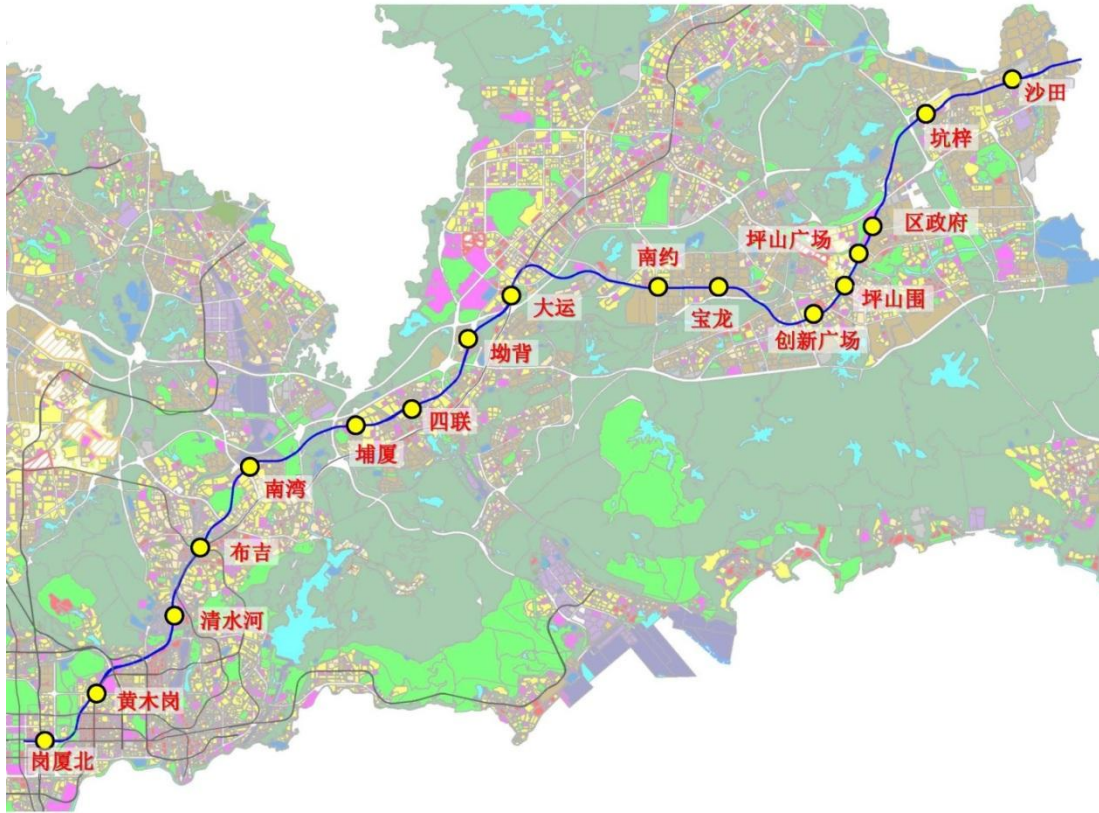 沙田
坑梓
区政府
坪山广场
南约
坪山围
大运
宝龙
创新广场
坳背
四联
埔厦
南湾
布吉
清水河
黄木岗
岗厦北